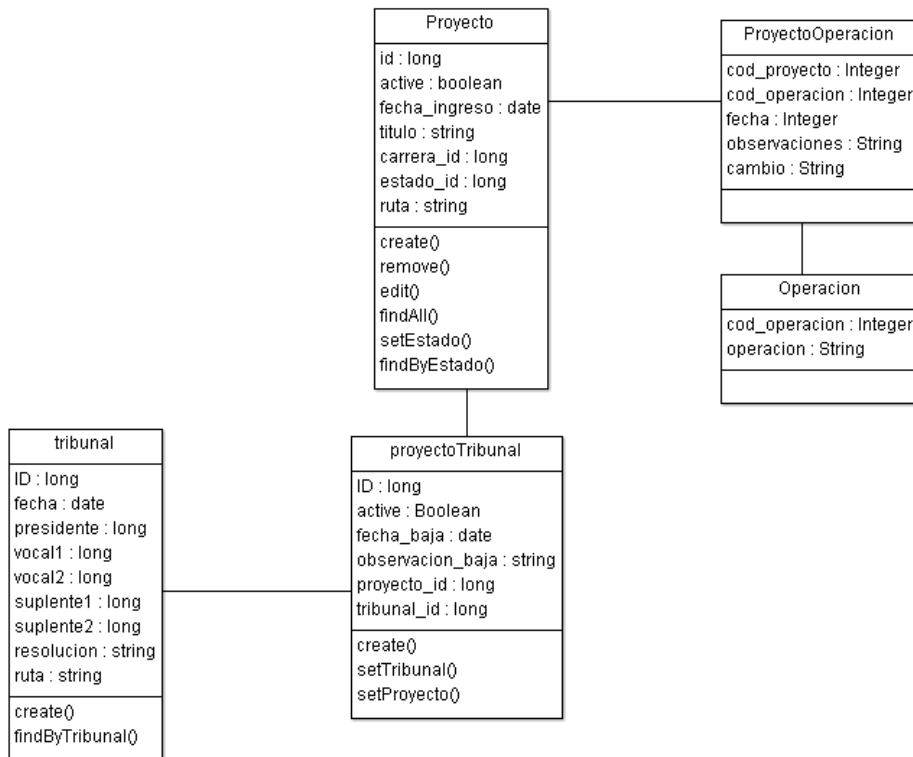 Proyecto
id : long
active : boolean
fecha_ingreso : date
titulo : string
carrera_id : long
estado_id : long
ruta : string
create()
remove()
edit()
findAll()
setEstado()
findByEstado()
ProyectoOperacion
cod_proyecto : Integer
cod_operacion : Integer
fecha : Integer
observaciones : String
cambio : String
Operacion
cod_operacion : Integer
operacion : String
tribunal
ID : long
fecha : date
presidente : long
vocal1 : long
vocal2 : long
suplente1 : long
suplente2 : long
resolucion : string
ruta : string
create()
findByTribunal()
proyectoTribunal
ID : long
active : Boolean
fecha_baja : date
observacion_baja : string
proyecto_id : long
tribunal_id : long
create()
setTribunal()
setProyecto()